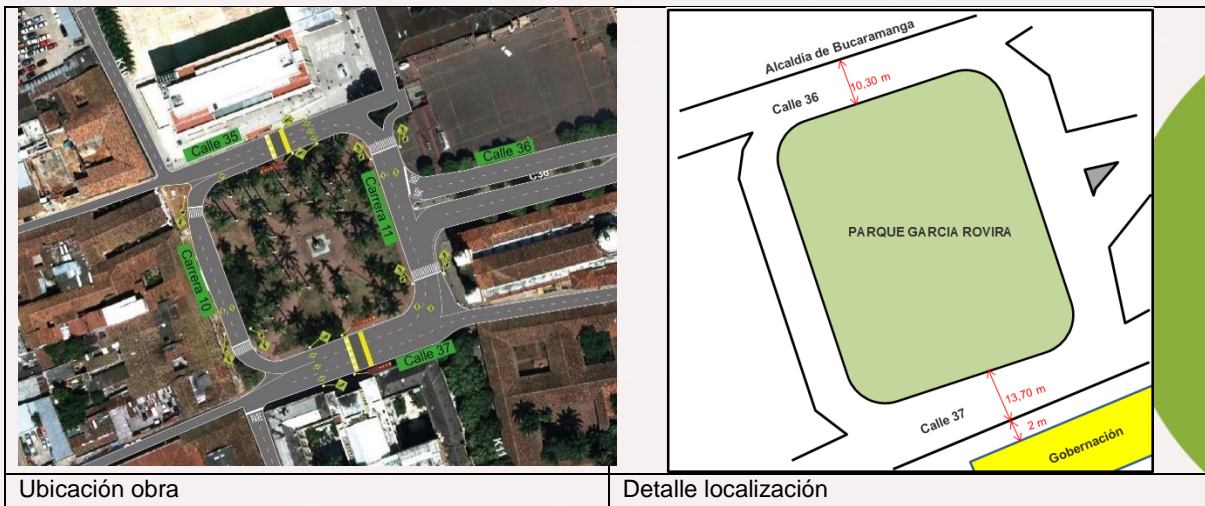 Calle 35
Calle 36
C36
Carrera 11
Carrera 10
Calle 37
Alcaldía de Bucaramanga
10,30 m
Calle 36
PARQUE GARCIA ROVIRA
13,70 m
Calle 37
2 m
Gobernación
Ubicación obra
Detalle localización